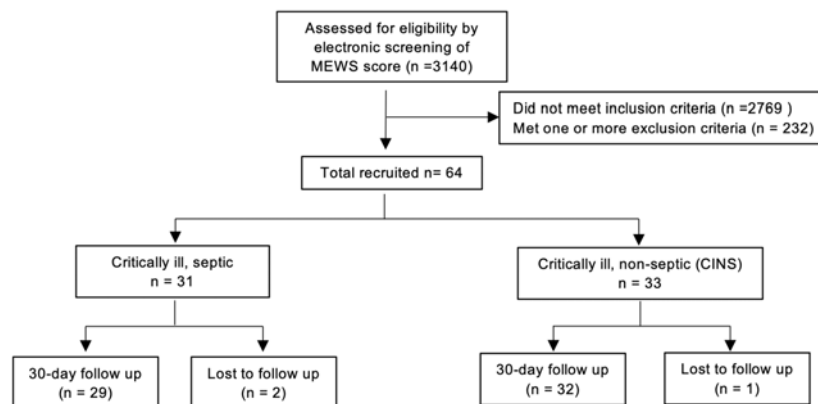 Assessed for eligibility by
electronic screening of
MEWS score (n =3140)
Did not meet inclusion criteria (n =2769 )
Met one or more exclusion criteria (n = 232)
Total recruited n= 64
Critically ill, septic
n = 31
Critically ill, non-septic (CINS)
n = 33
30-day follow up
(n = 29)
Lost to follow up
(n = 2)
30-day follow up
(n = 32)
Lost to follow up
(n = 1)